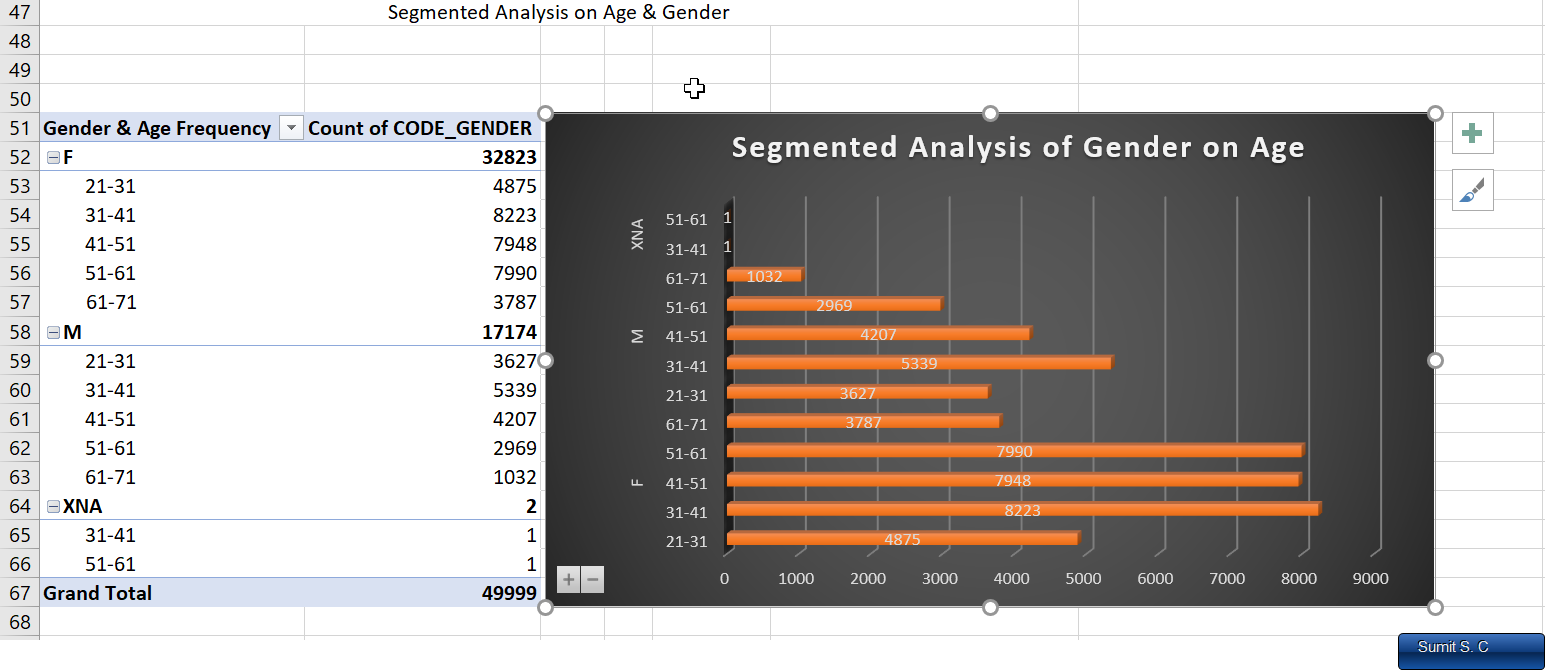 47 Segmented Analysis on Age & Gender
48
49
50
51 Gender & Age Frequency Count of CODE_GENDER
52 F 32823
53 21-31 4875
54 31-41 8223
55 41-51 7948
56 51-61 7990
57 61-71 3787
58 M 17174
59 21-31 3627
60 31-41 5339
61 41-51 4207
62 51-61 2969
63 61-71 1032
64 XNA 2
65 31-41 1
66 51-61 1
67 Grand Total 49999
68
Segmented Analysis of Gender on Age
XNA
51-61 1
31-41 1
M
61-71 1032
51-61 2969
41-51 4207
31-41 5339
21-31 3627
F
61-71 3787
51-61 7990
41-51 7948
31-41 8223
21-31 4875
0 1000 2000 3000 4000 5000 6000 7000 8000 9000
Sumit S. C